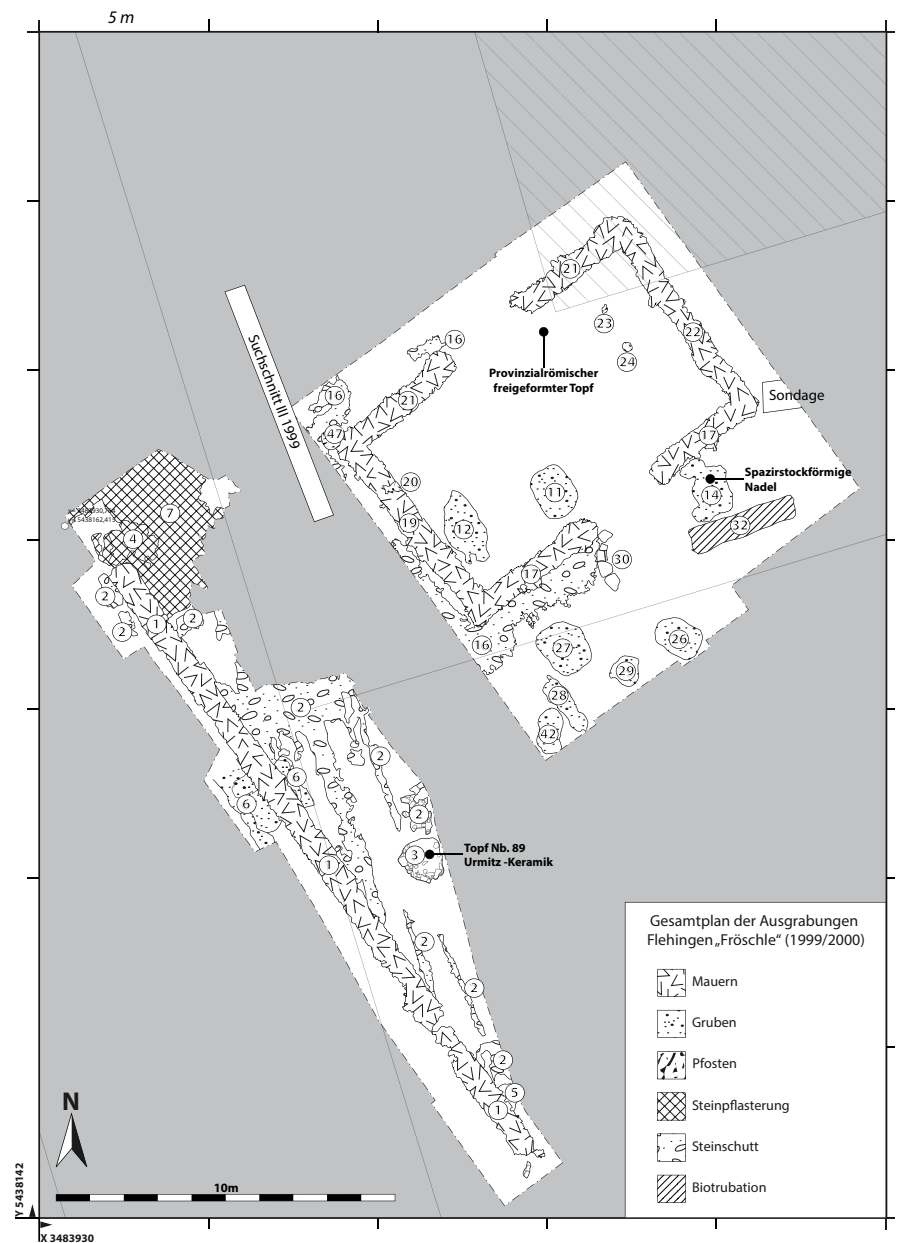 5 m
21
22
23
24
16
Provinzialrömischer
freigeformter Topf
Suchschnitt III 1999
16
21
47
Sondage
17
Spazirstockförmige
Nadel
14
20
19
12
11
32
7
4
30
17
2
1
2
2
16
27
26
29
28
42
2
2
6
6
2
3
Topf Nb. 89
Urmitz -Keramik
1
2
2
2
5
1
Gesamtplan der Ausgrabungen
Flehingen „Fröschle“ (1999/2000)
Mauern
Gruben
Pfosten
Steinpflasterung
Steinschutt
Biotrubation
N
10m
Y 5438142
X 3483930